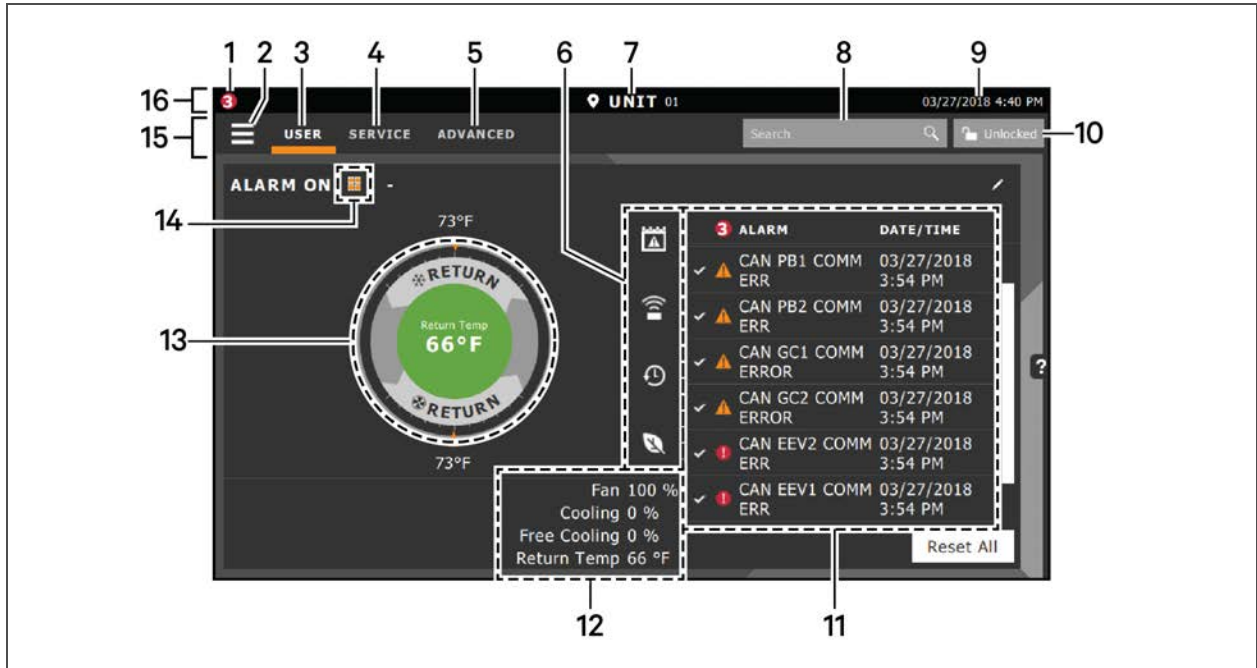 1 2 3 4 5 6 7 8 9
16 3 UNIT 01 03/27/2018 4:40 PM
15 USER SERVICE ADVANCED Search Unlocked 10
ALARM ON -
14
73°F
3 ALARM DATE/TIME
RETURN
CAN PB1 COMM ERR 03/27/2018 3:54 PM
CAN PB2 COMM ERR 03/27/2018 3:54 PM
13 Return Temp
66°F
CAN GC1 COMM ERROR 03/27/2018 3:54 PM
?
CAN GC2 COMM ERROR 03/27/2018 3:54 PM
RETURN
73°F
CAN EEV2 COMM ERR 03/27/2018 3:54 PM
CAN EEV1 COMM ERR 03/27/2018 3:54 PM
Fan 100 %
Cooling 0 %
Free Cooling 0 %
Return Temp 66 °F
Reset All
12 11